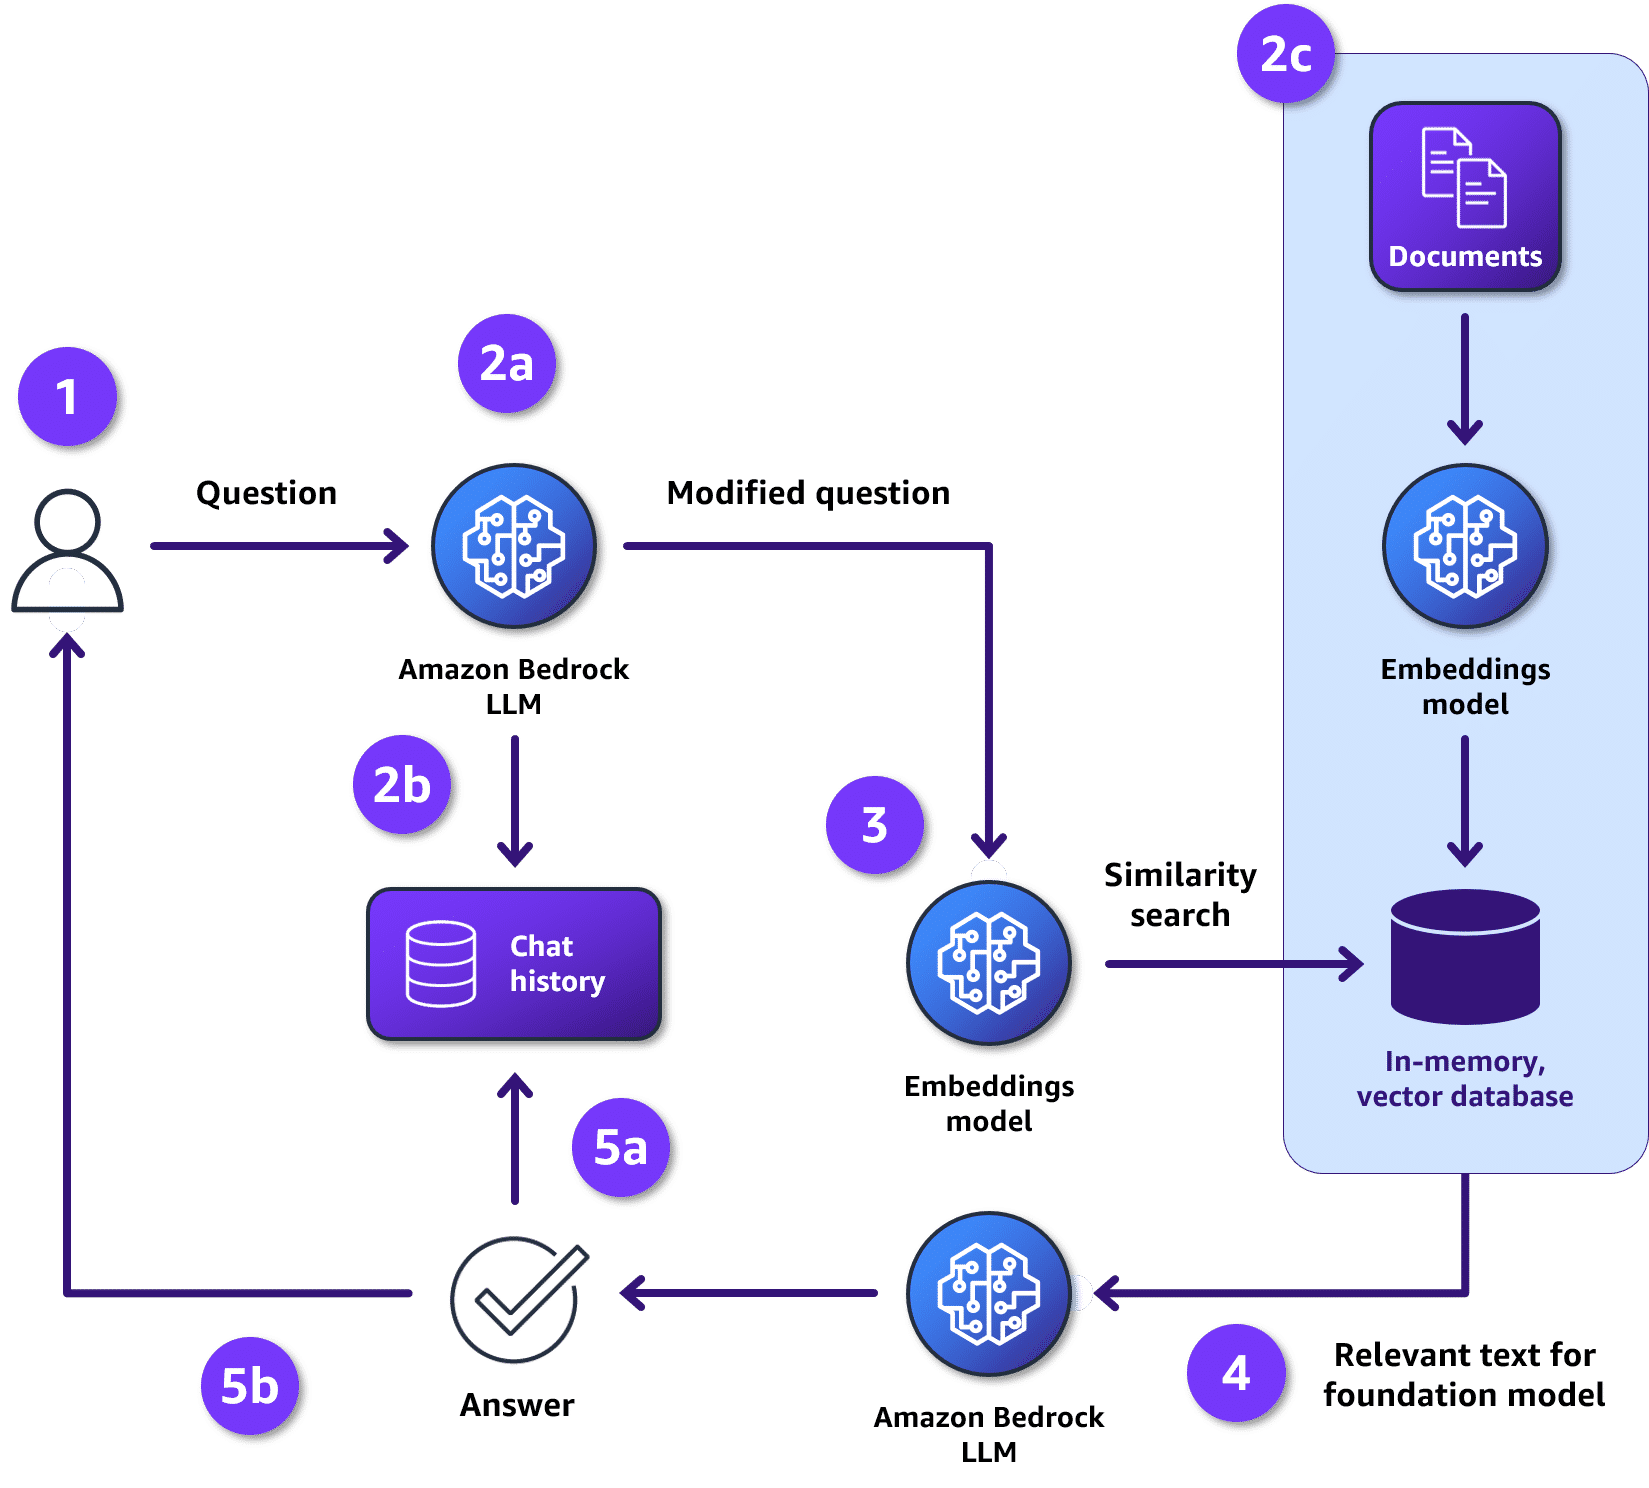 2c
Documents
2a
1
Question
Modified question
Amazon Bedrock
LLM
Embeddings
model
2b
3
Similarity
search
Chat
history
In-memory,
vector database
Embeddings
model
5a
4
Relevant text for
foundation model
5b
Answer
Amazon Bedrock
LLM